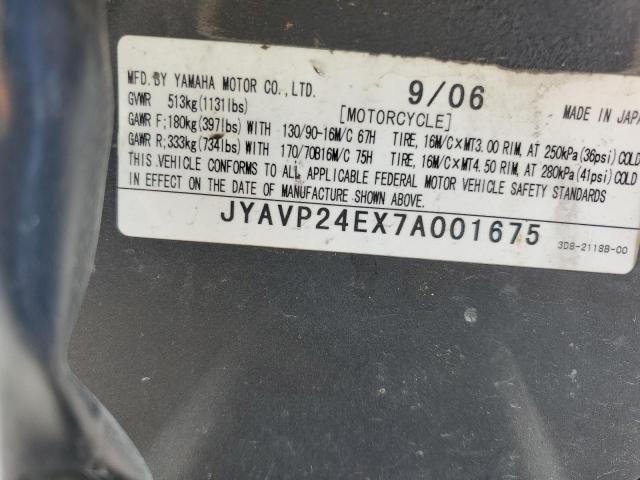 MFD.BY YAMAHA MOTOR CO.,LTD. 9/06 MADE IN JAPA
GVWR 513kg(1131lbs) [MOTORCYCLE]
GAWR F;180kg(397lbs) WITH 130/90-16M/C 67H TIRE, 16M/C×MT3.00 RIM, AT 250kPa(36psi)COLD
GAWR R;333kg(734lbs) WITH 170/70B16M/C 75H TIRE, 16M/C×MT4.50 RIM, AT 280kPa(41psi)COLD
THIS VEHICLE CONFORMS TO ALL APPLICABLE FEDERAL MOTOR VEHICLE SAFETY STANDARDS
IN EFFECT ON THE DATE OF MANUFACTURE SHOWN ABOVE.
JYAVP24EX7A001675
3D8-2118B-00